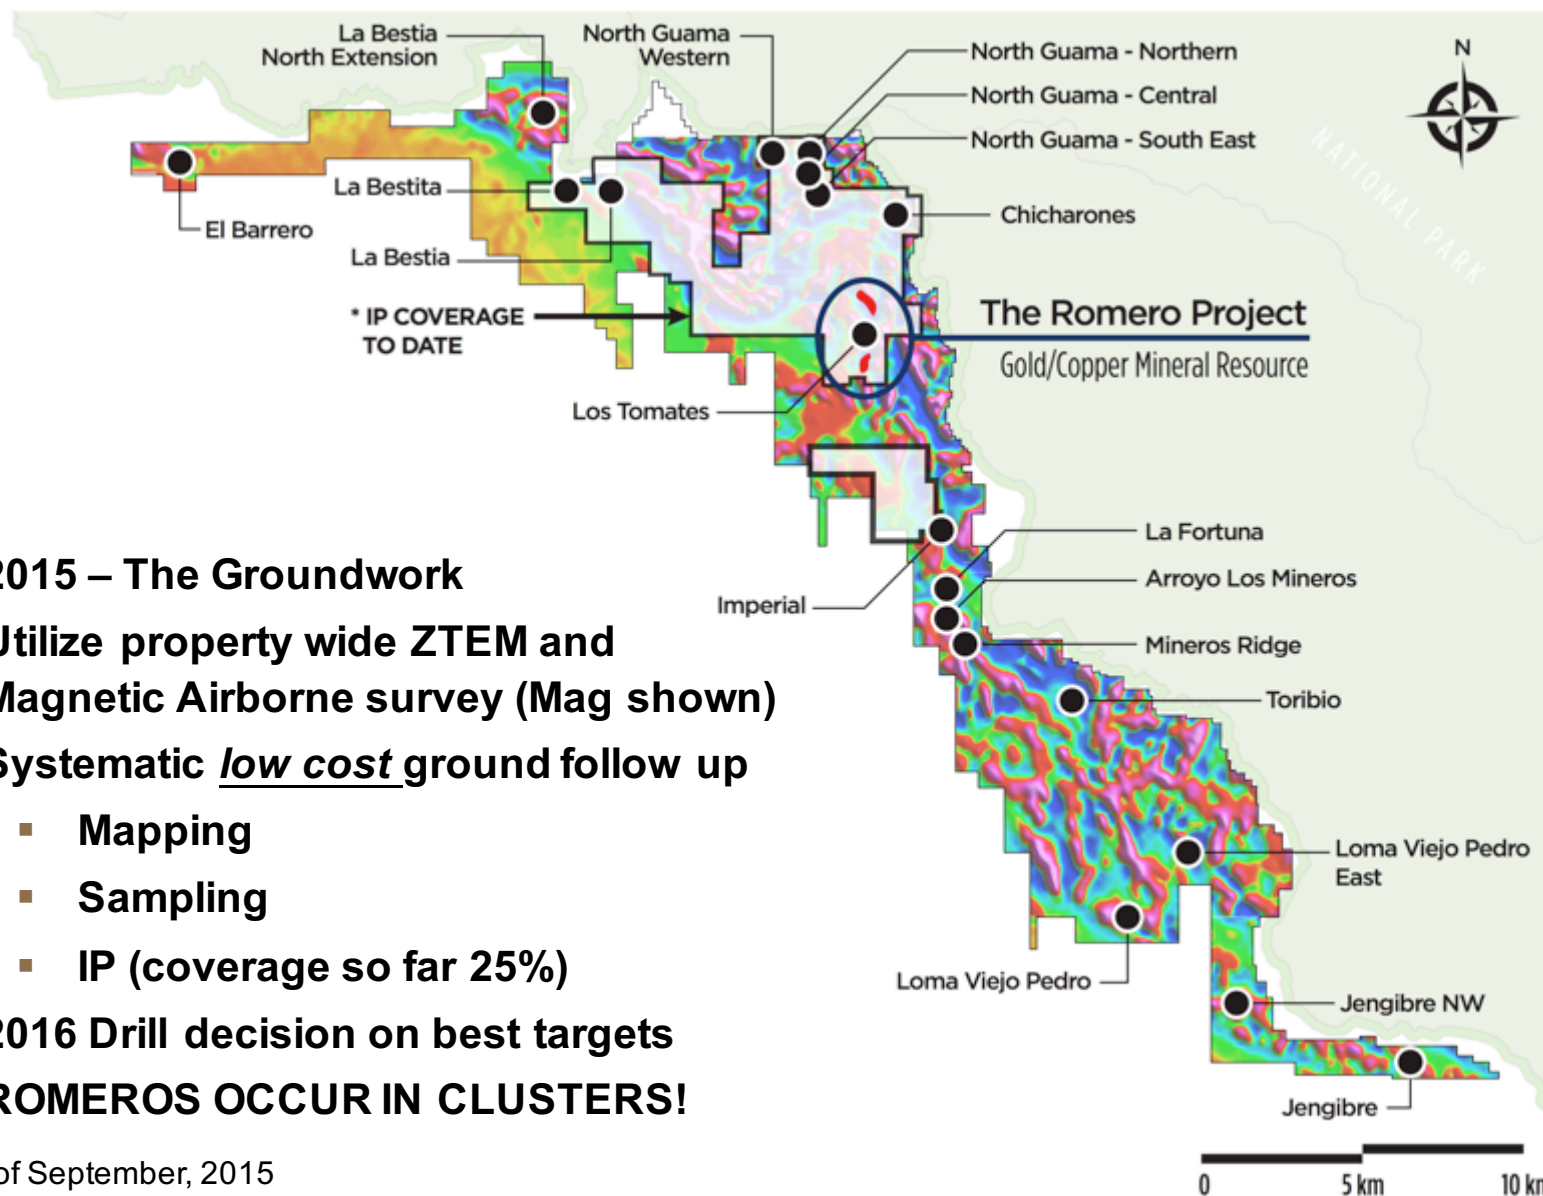 La Bestia
North Extension
North Guama
Western
North Guama - Northern
North Guama - Central
North Guama - South East
N
NATIONAL PARK
La Bestita
El Barrero
La Bestia
Chicharones
* IP COVERAGE
TO DATE
The Romero Project
Gold/Copper Mineral Resource
Los Tomates
La Fortuna
Arroyo Los Mineros
Imperial
Mineros Ridge
Toribio
Loma Viejo Pedro
East
Loma Viejo Pedro
Jengibre NW
Jengibre
2015 – The Groundwork
Utilize property wide ZTEM and
Magnetic Airborne survey (Mag shown)
Systematic low cost ground follow up
▪ Mapping
▪ Sampling
▪ IP (coverage so far 25%)
2016 Drill decision on best targets
ROMEROS OCCUR IN CLUSTERS!
of September, 2015
0 5 km 10 km